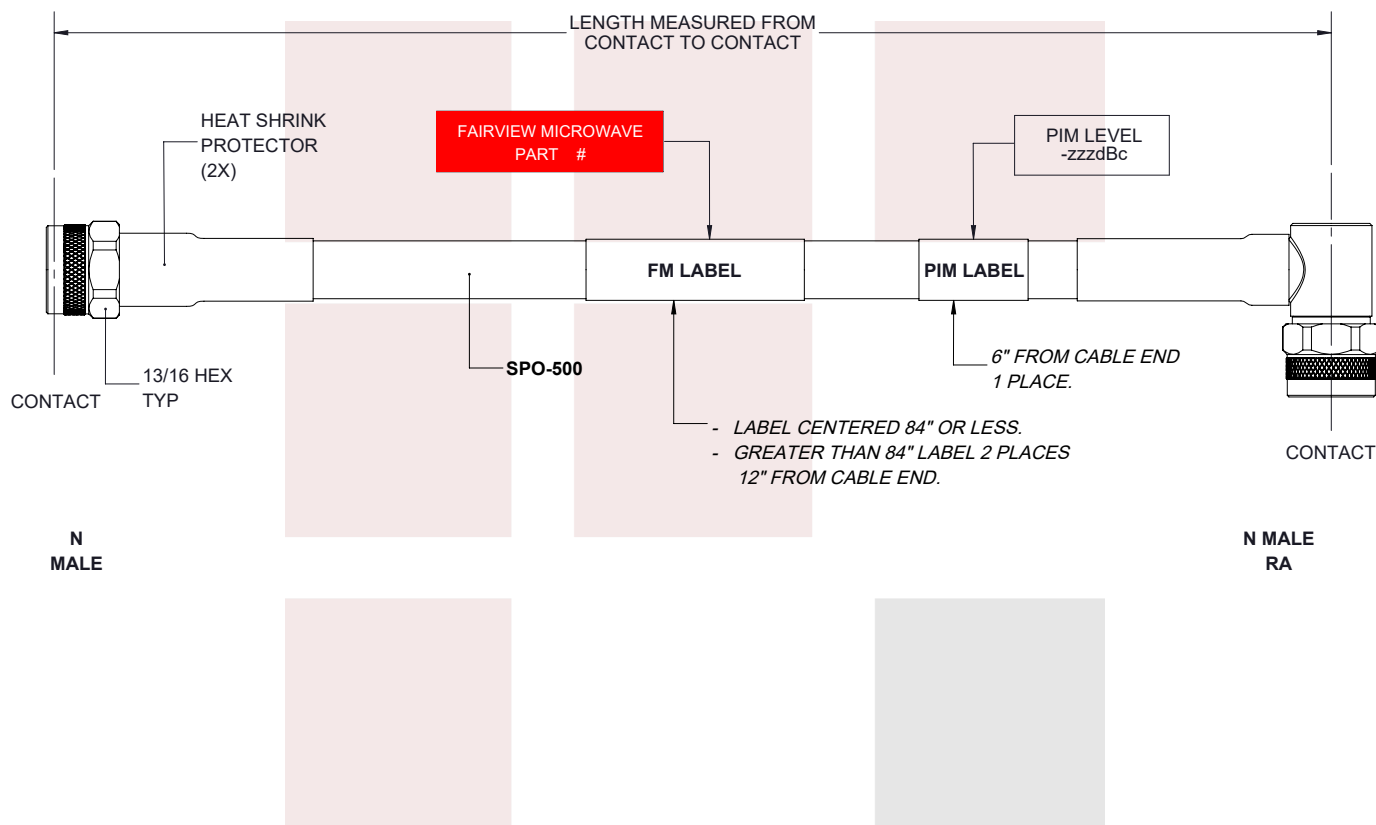 LENGTH MEASURED FROM
CONTACT TO CONTACT
HEAT SHRINK
PROTECTOR
(2X)
FAIRVIEW MICROWAVE
PART #
PIM LEVEL
-zzzdBc
FM LABEL
PIM LABEL
13/16 HEX
TYP
CONTACT
SPO-500
6" FROM CABLE END
1 PLACE.
- LABEL CENTERED 84" OR LESS.
- GREATER THAN 84" LABEL 2 PLACES
12" FROM CABLE END.
CONTACT
N
MALE
N MALE
RA